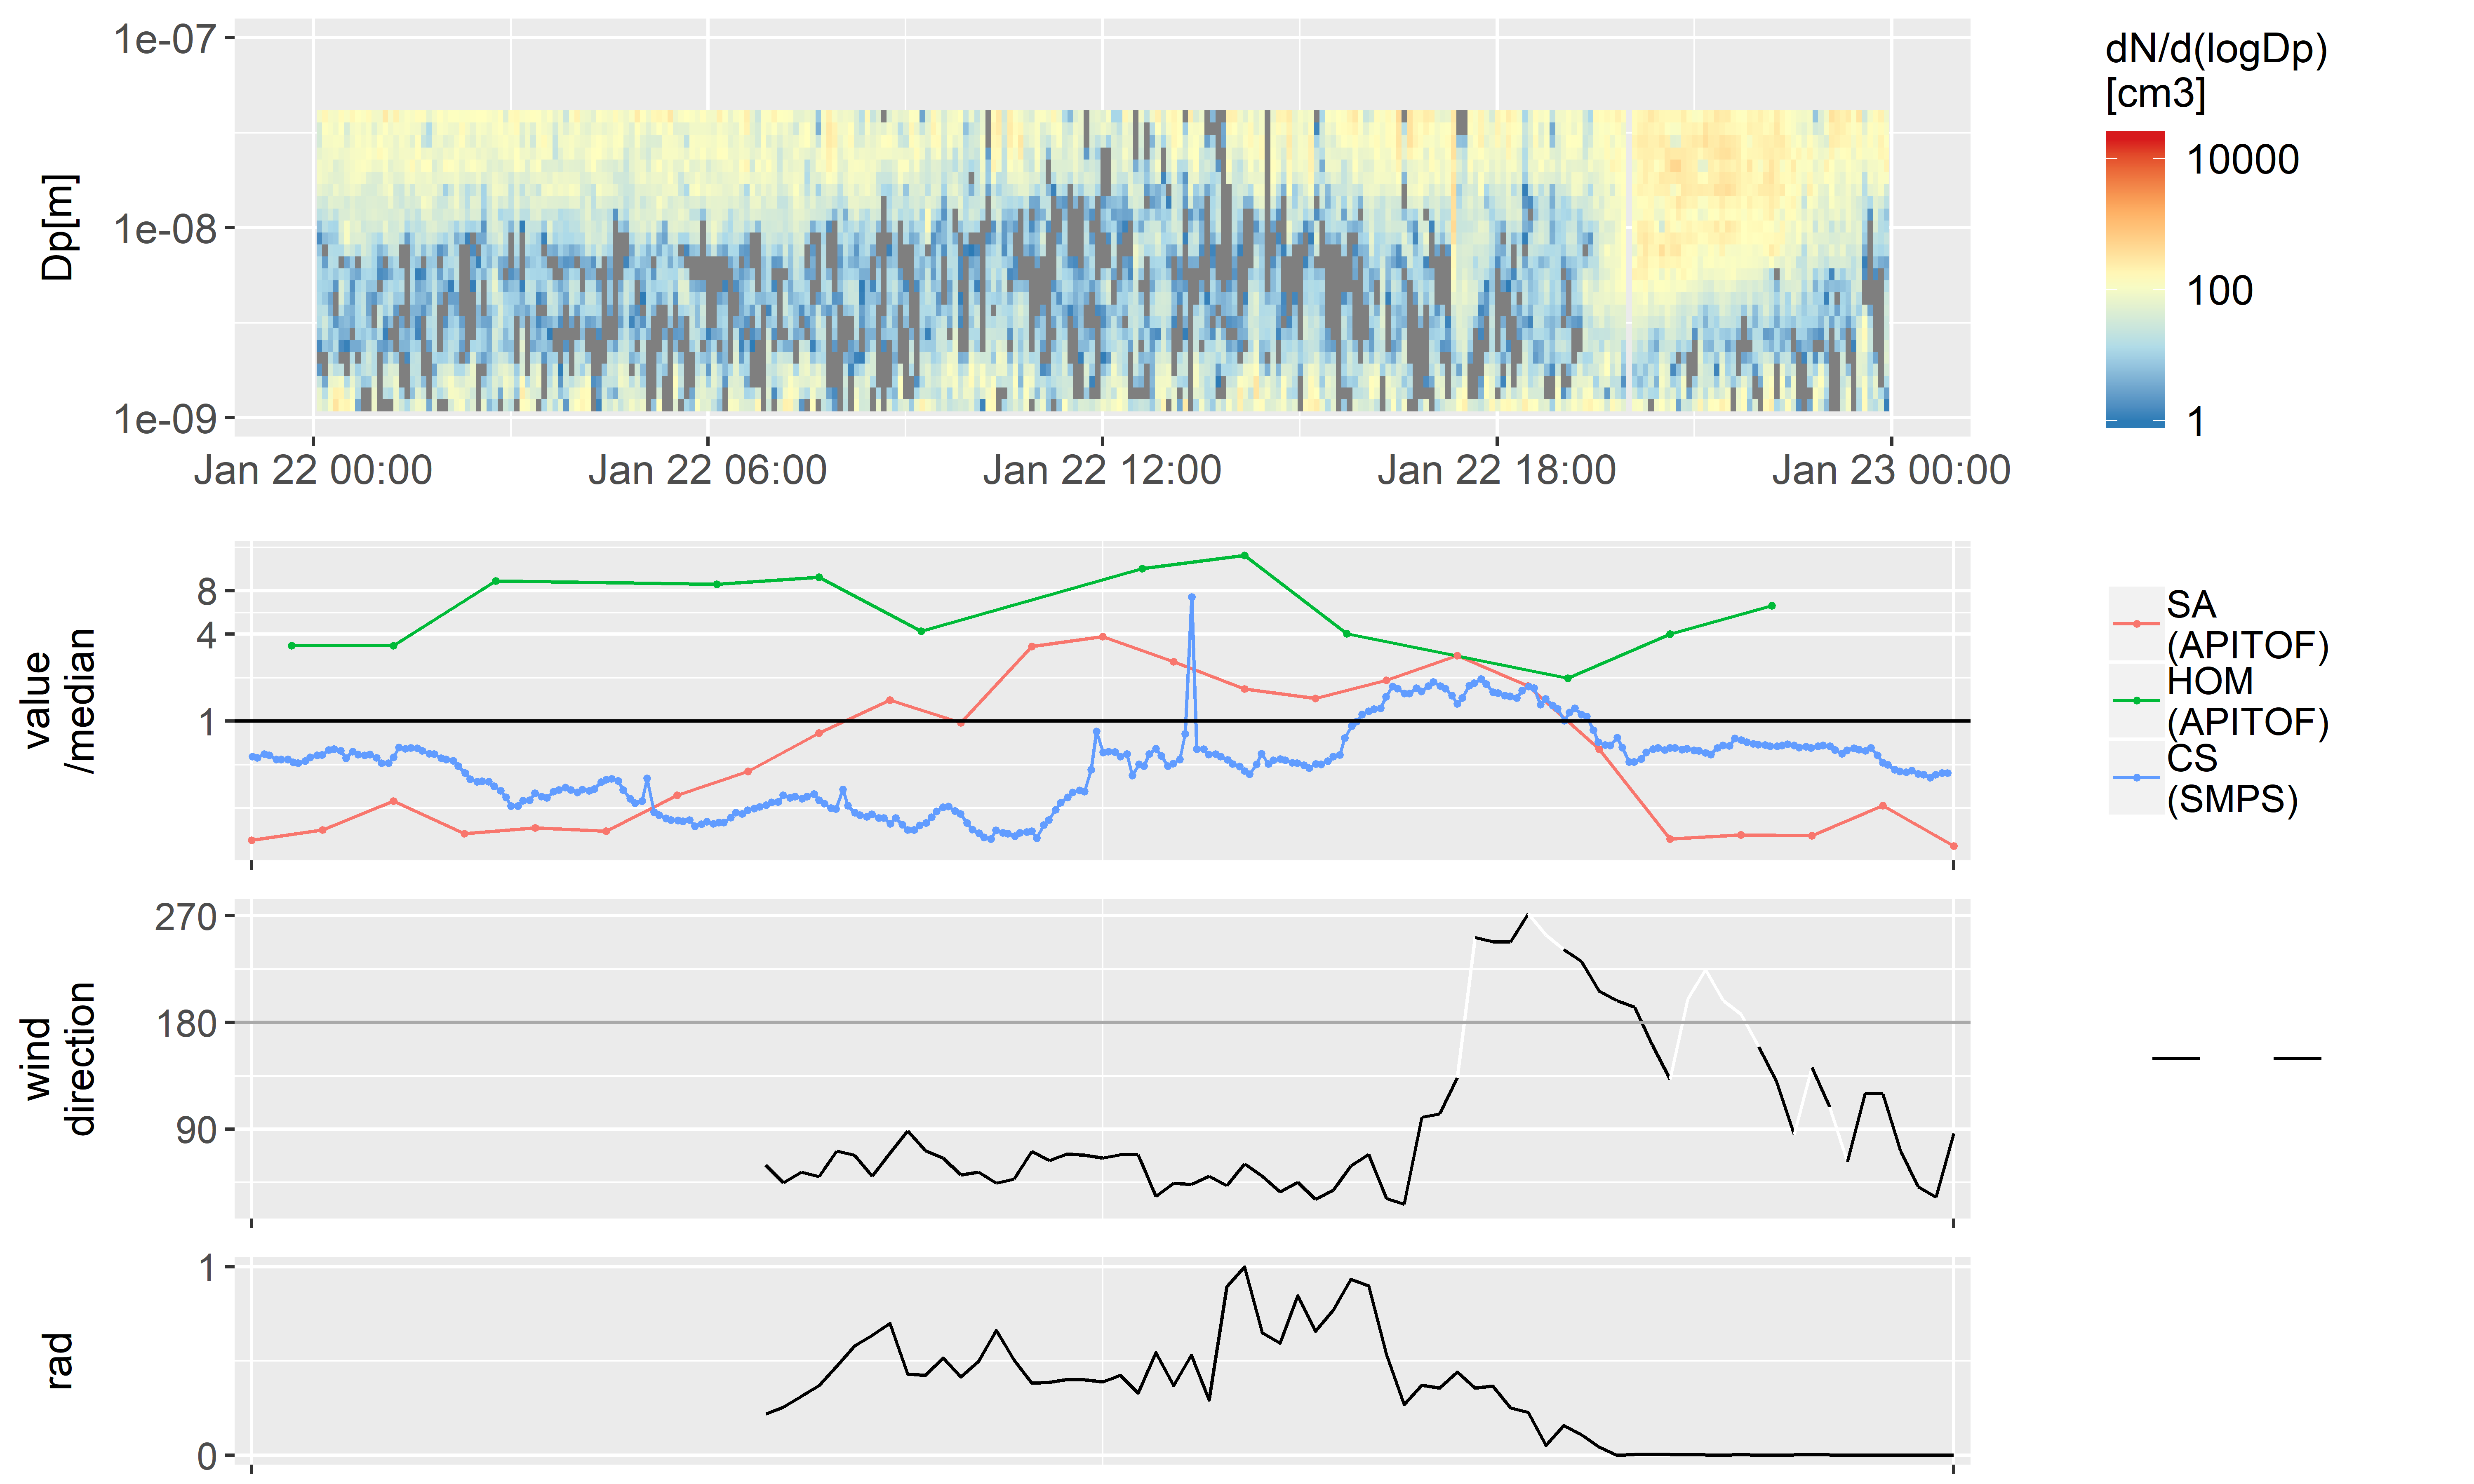 1e-07
1e-08
1e-09
Dp[m]
Jan 22 00:00
Jan 22 06:00
Jan 22 12:00
Jan 22 18:00
Jan 23 00:00
dN/d(logDp)
[cm3]
10000
100
1
8
4
1
value
/median
SA
(APITOF)
HOM
(APITOF)
CS
(SMPS)
270
180
90
wind
direction
1
0
rad